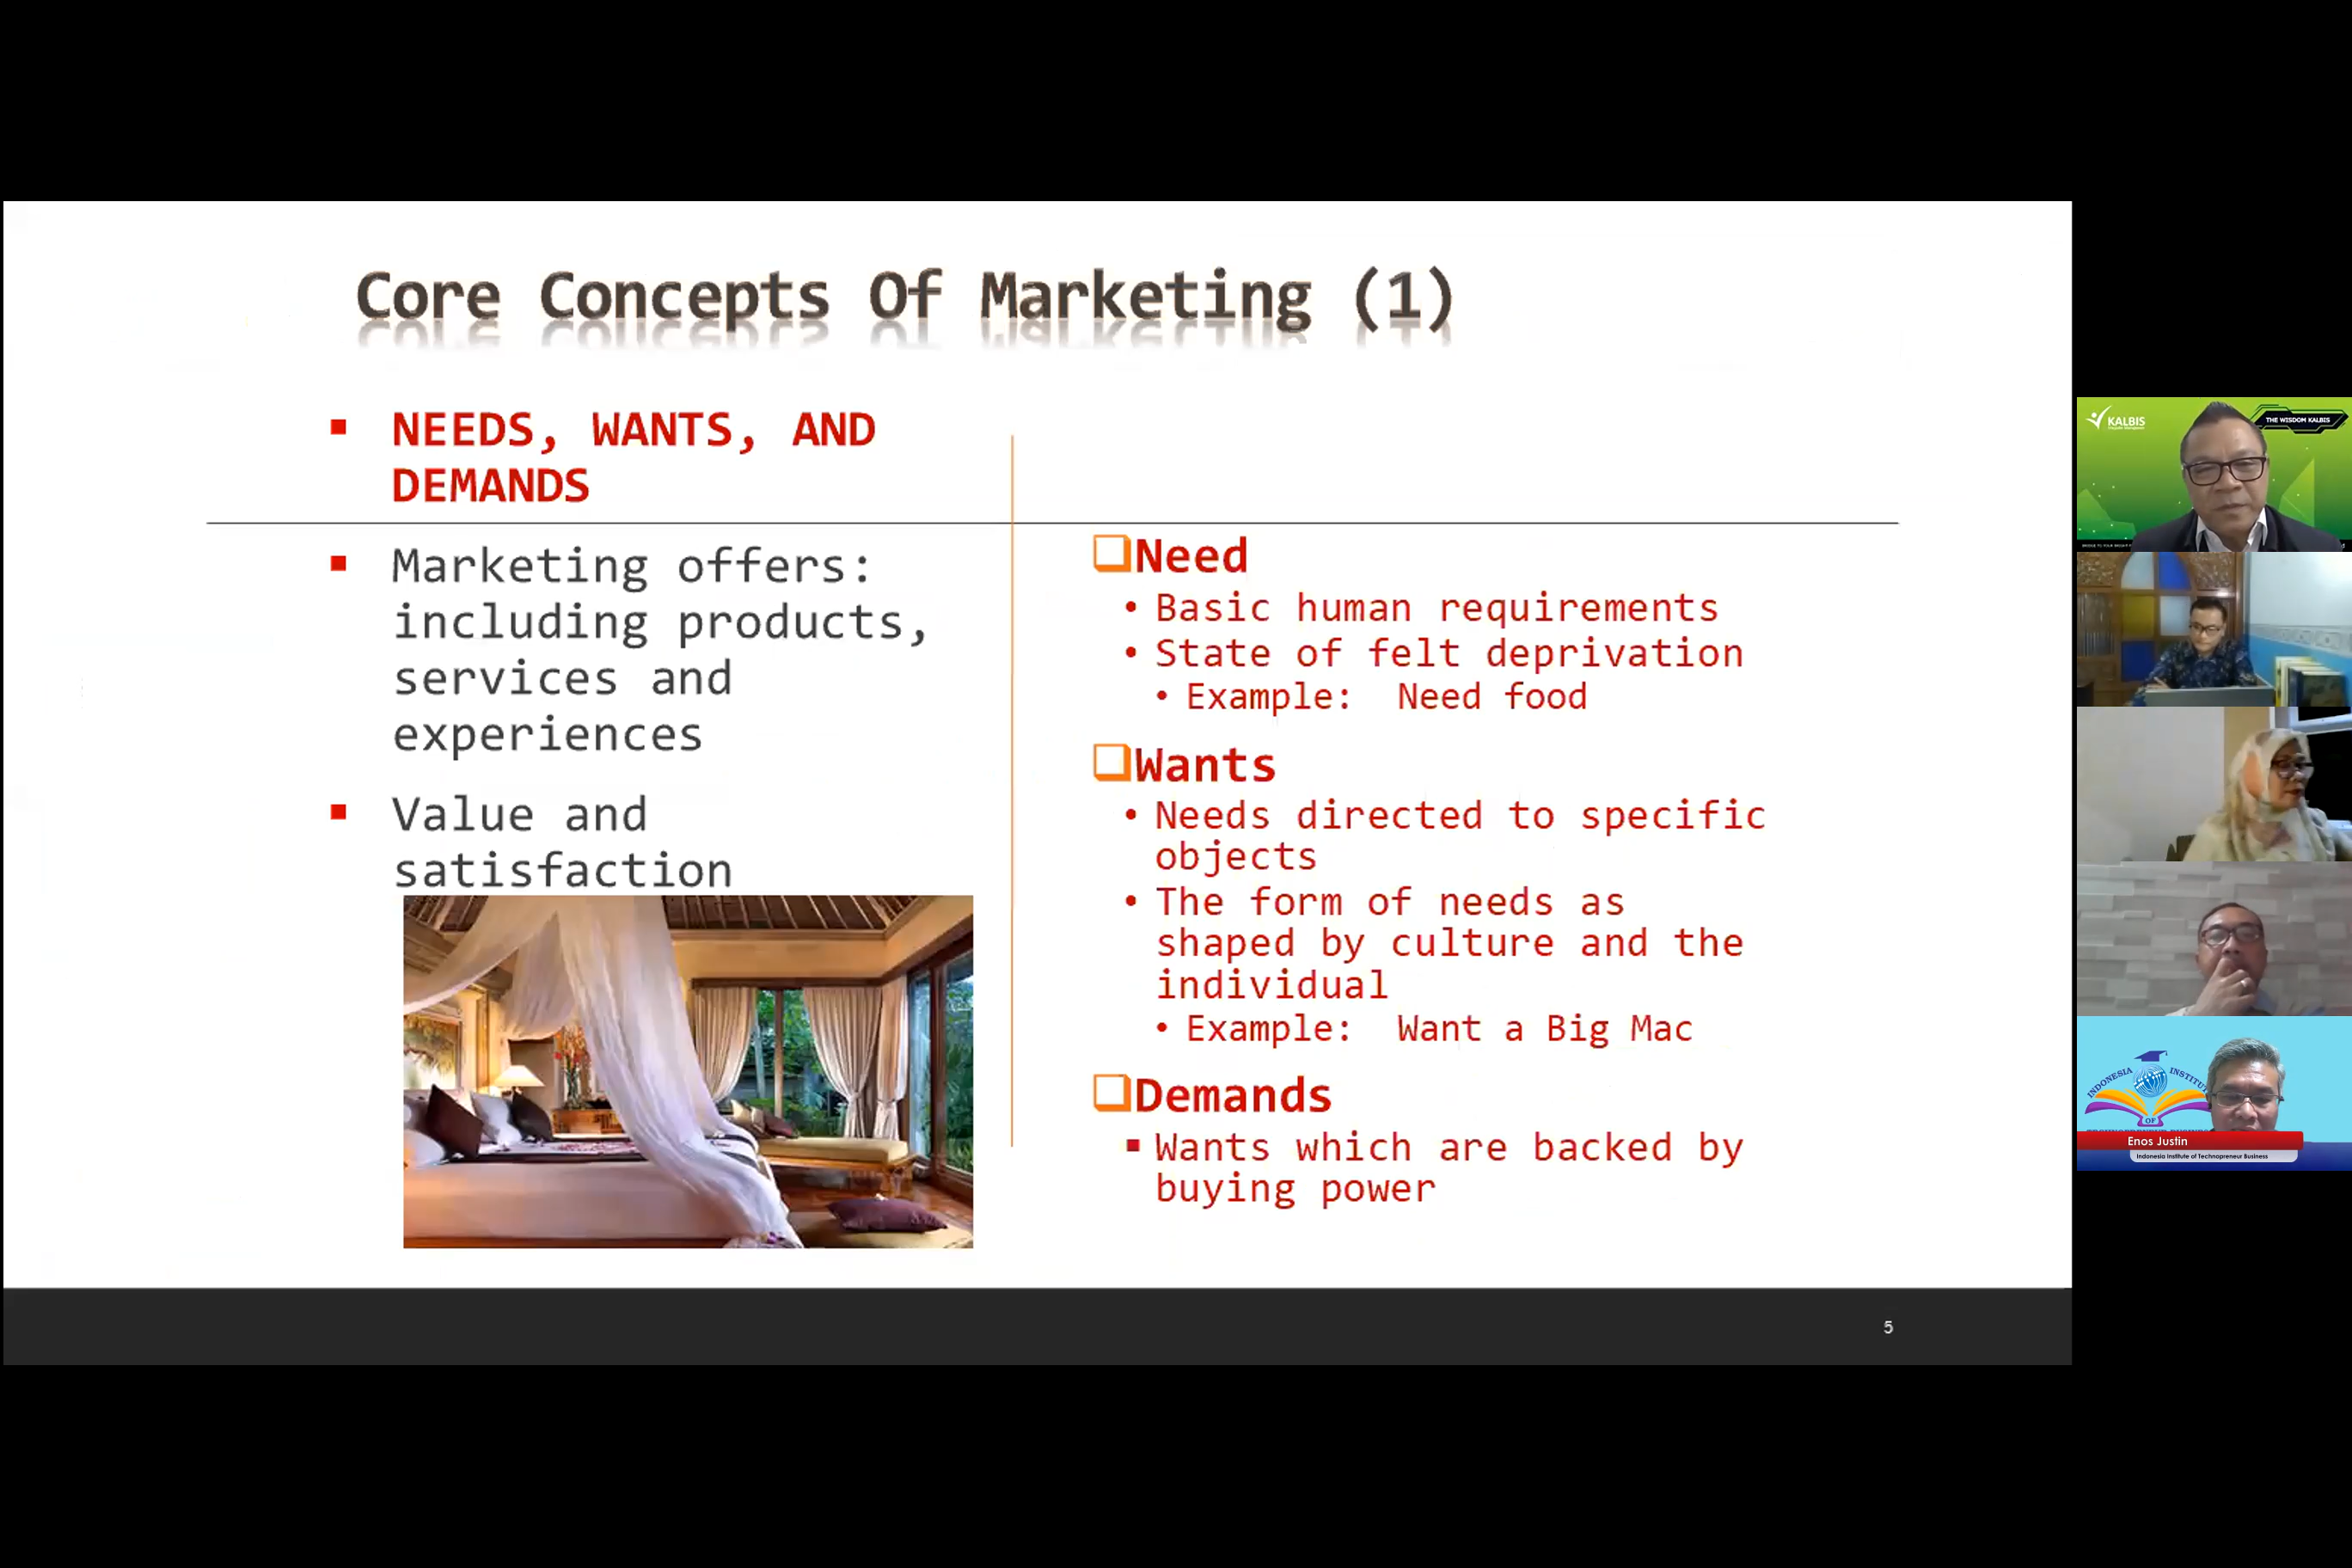 Core Concepts Of Marketing (1)
NEEDS, WANTS, AND
DEMANDS
Marketing offers:
including products,
services and
experiences
Value and
satisfaction
Need
Basic human requirements
State of felt deprivation
Example: Need food
Wants
Needs directed to specific
objects
The form of needs as
shaped by culture and the
individual
Example: Want a Big Mac
Demands
Wants which are backed by
buying power
5
KALBIS
THE WISDOM KALBIS
INDONESIA INSTITU
OF
Enos Justin
Indonesia Institute of Technopreneur Business